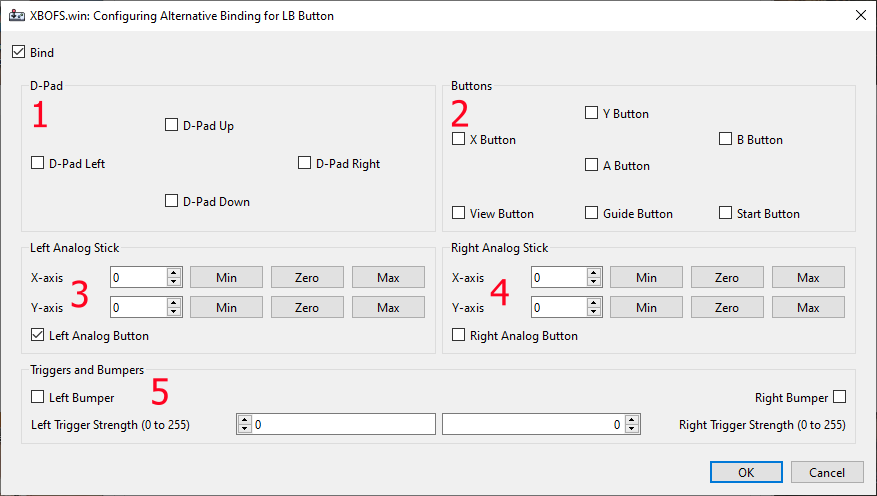 XBOFS.win: Configuring Alternative Binding for LB Button
Bind
D-Pad
1
D-Pad Up
D-Pad Left
D-Pad Right
D-Pad Down
Buttons
2
Y Button
X Button
B Button
A Button
View Button
Guide Button
Start Button
Left Analog Stick
X-axis
3
0
Min
Zero
Max
Y-axis
0
Min
Zero
Max
Left Analog Button
Right Analog Stick
X-axis
4
0
Min
Zero
Max
Y-axis
0
Min
Zero
Max
Right Analog Button
Triggers and Bumpers
5
Left Bumper
Right Bumper
Left Trigger Strength (0 to 255)
0
0
Right Trigger Strength (0 to 255)
OK
Cancel